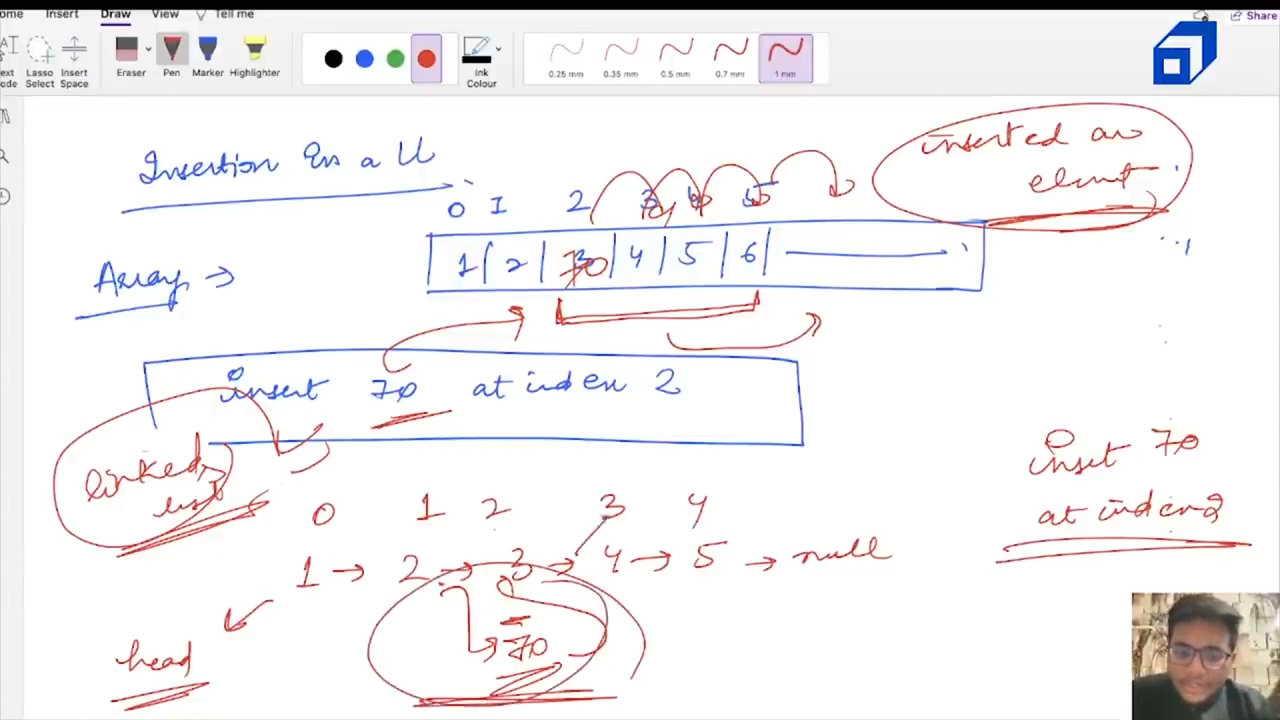 ome Insert Draw View Tell me
Share
Text
Mode
Lasso
Select
Insert
Space
Eraser
Pen
Marker
Highlighter
Ink
Colour
0.25 mm
0.35 mm
0.5 mm
0.7 mm
1 mm
Insertion in a LL
inserted an
0 1 2 3 4 5
Array →
1 2 70 4 5 6
insert 70 at index 2
linked
list
insert 70
at index 2
0 1 2 3 4
1 → 2 → 3 → 4 → 5 → null
70
head